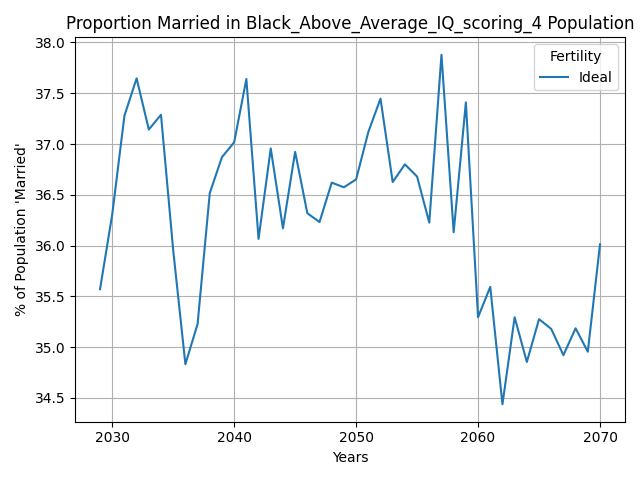 Proportion Married in Black_Above_Average_IQ_scoring_4 Population
38.0
37.5
37.0
36.5
36.0
35.5
35.0
34.5
% of Population 'Married'
Fertility
Ideal
2030 2040 2050 2060 2070
Years